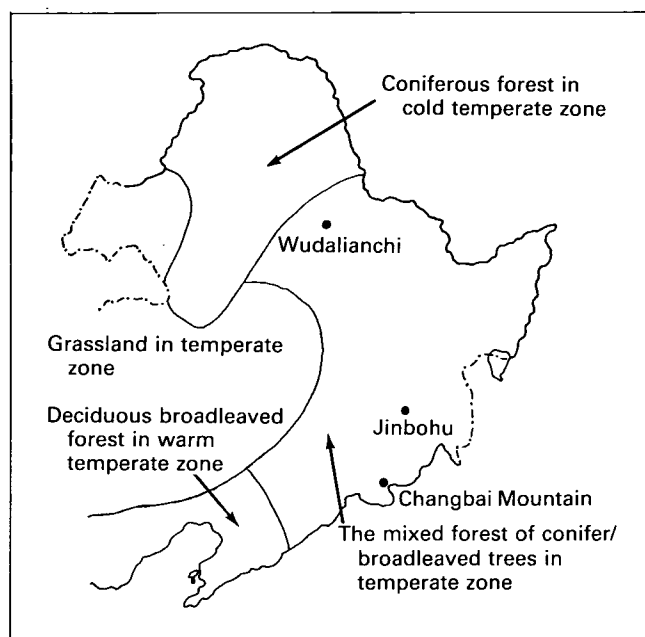 Coniferous forest in
cold temperate zone
Wudalianchi
Grassland in temperate
zone
Deciduous broadleaved
forest in warm
temperate zone
Jinbohu
Changbai Mountain
The mixed forest of conifer/
broadleaved trees in
temperate zone